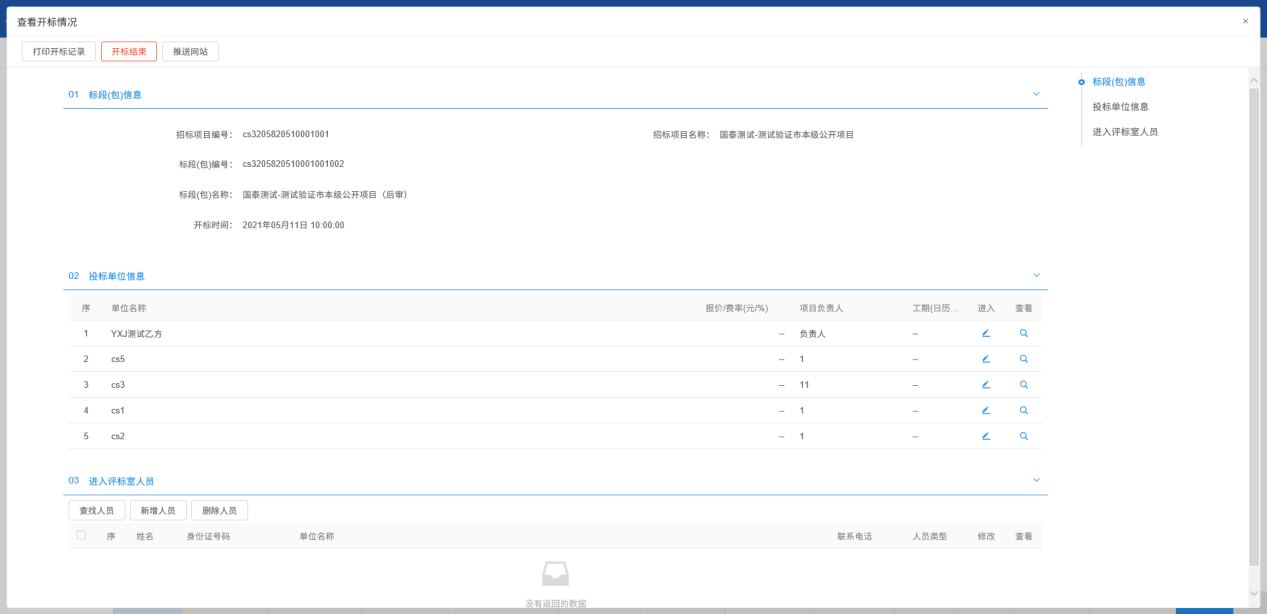 查看开标情况 ×
打印开标记录 开标结束 推送网站
01 标段(包)信息
标段(包)信息
投标单位信息
进入评标室人员
招标项目编号： cs3205820510001001 招标项目名称： 国泰测试-测试验证市本级公开项目
标段(包)编号： cs3205820510001001002
标段(包)名称： 国泰测试-测试验证市本级公开项目（后审）
开标时间： 2021年05月11日 10:00:00
02 投标单位信息
序 单位名称 报价/费率(元/%) 项目负责人 工期(日历... 进入 查看
1 YXJ测试乙方 -- 负责人 --
2 cs5 -- 1 --
3 cs3 -- 11 --
4 cs1 -- 1 --
5 cs2 -- 1 --
03 进入评标室人员
查找人员 新增人员 删除人员
序 姓名 身份证号码 单位名称 联系电话 人员类型 修改 查看
没有返回的数据